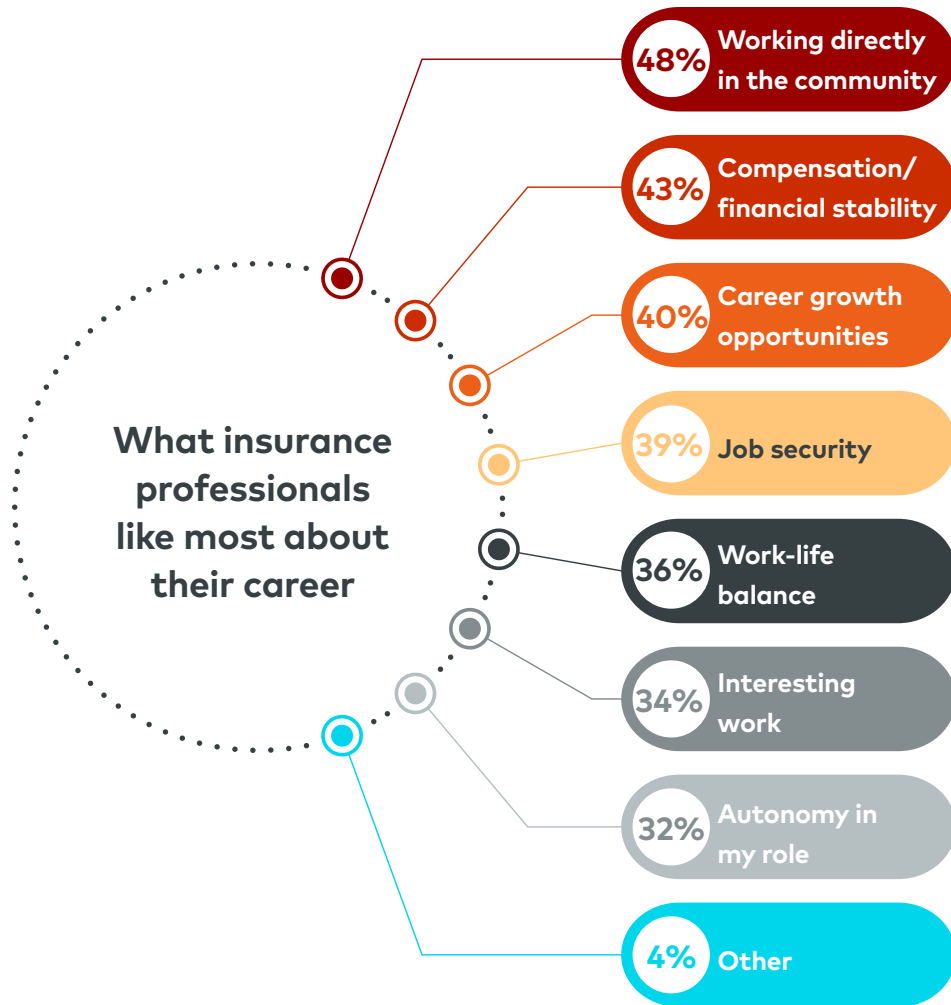 What insurance
professionals
like most about
their career
48%
Working directly
in the community
43%
Compensation/
financial stability
40%
Career growth
opportunities
39%
Job security
36%
Work-life
balance
34%
Interesting
work
32%
Autonomy in
my role
4%
Other